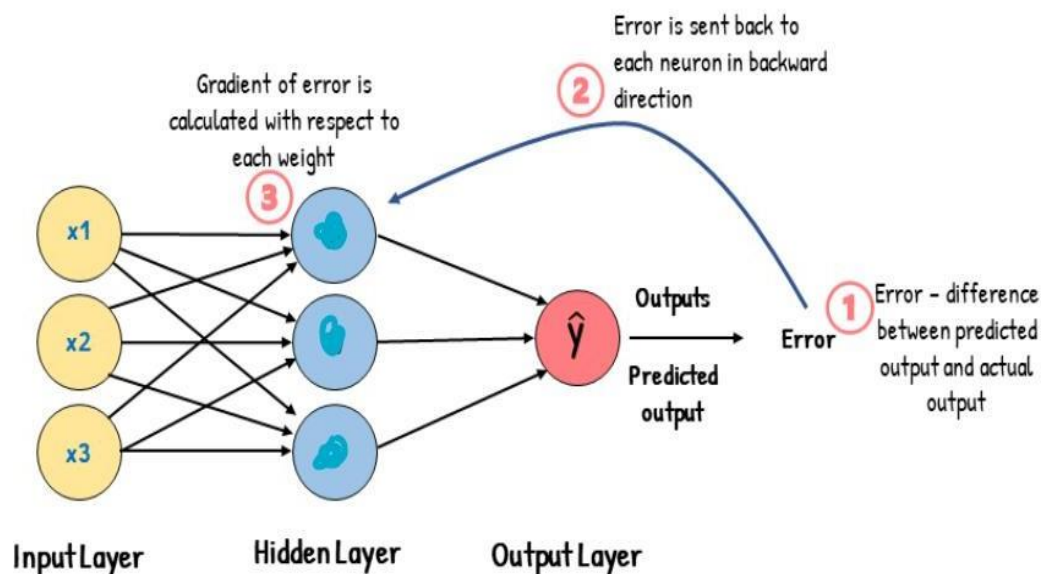 Error is sent back to
each neuron in backward
direction
2
Gradient of error is
calculated with respect to
each weight
3
x1
x2
x3
ŷ
Outputs
Predicted
output
Error
1
Error - difference
between predicted
output and actual
output
Input Layer
Hidden Layer
Output Layer